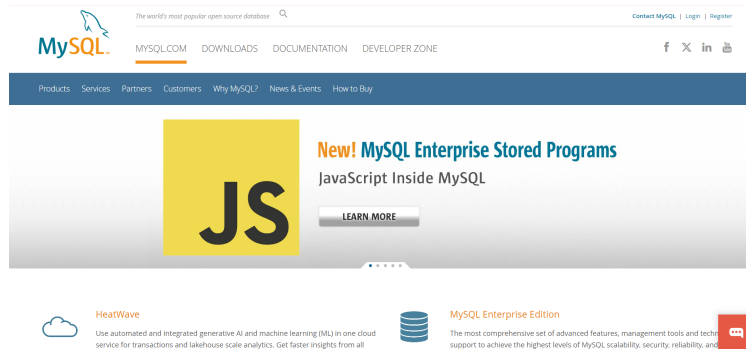 MySQL
The world's most popular open source database
Contact MySQL | Login | Register
MYSQL.COM DOWNLOADS DOCUMENTATION DEVELOPER ZONE
Products Services Partners Customers Why MySQL? News & Events How to Buy
JS
New! MySQL Enterprise Stored Programs
JavaScript Inside MySQL
LEARN MORE
HeatWave
Use automated and integrated generative AI and machine learning (ML) in one cloud
service for transactions and lakehouse scale analytics. Get faster insights from all
MySQL Enterprise Edition
The most comprehensive set of advanced features, management tools and
support to achieve the highest levels of MySQL scalability, security, reliability, and